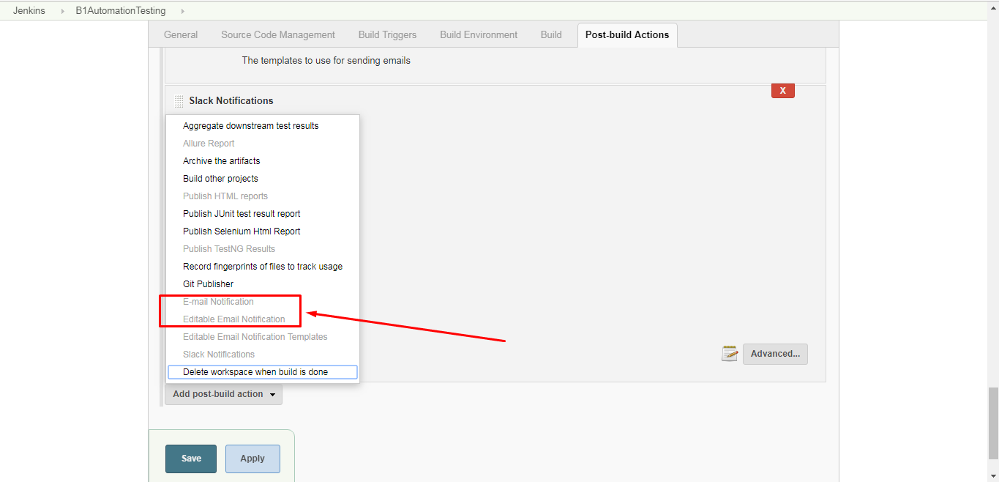 Jenkins B1AutomationTesting
General Source Code Management Build Triggers Build Environment Build Post-build Actions
The templates to use for sending emails
X
Slack Notifications
Aggregate downstream test results
Allure Report
Archive the artifacts
Build other projects
Publish HTML reports
Publish JUnit test result report
Publish Selenium Html Report
Publish TestNG Results
Record fingerprints of files to track usage
Git Publisher
E-mail Notification
Editable Email Notification
Editable Email Notification Templates
Slack Notifications
Advanced...
Delete workspace when build is done
Add post-build action
Save Apply